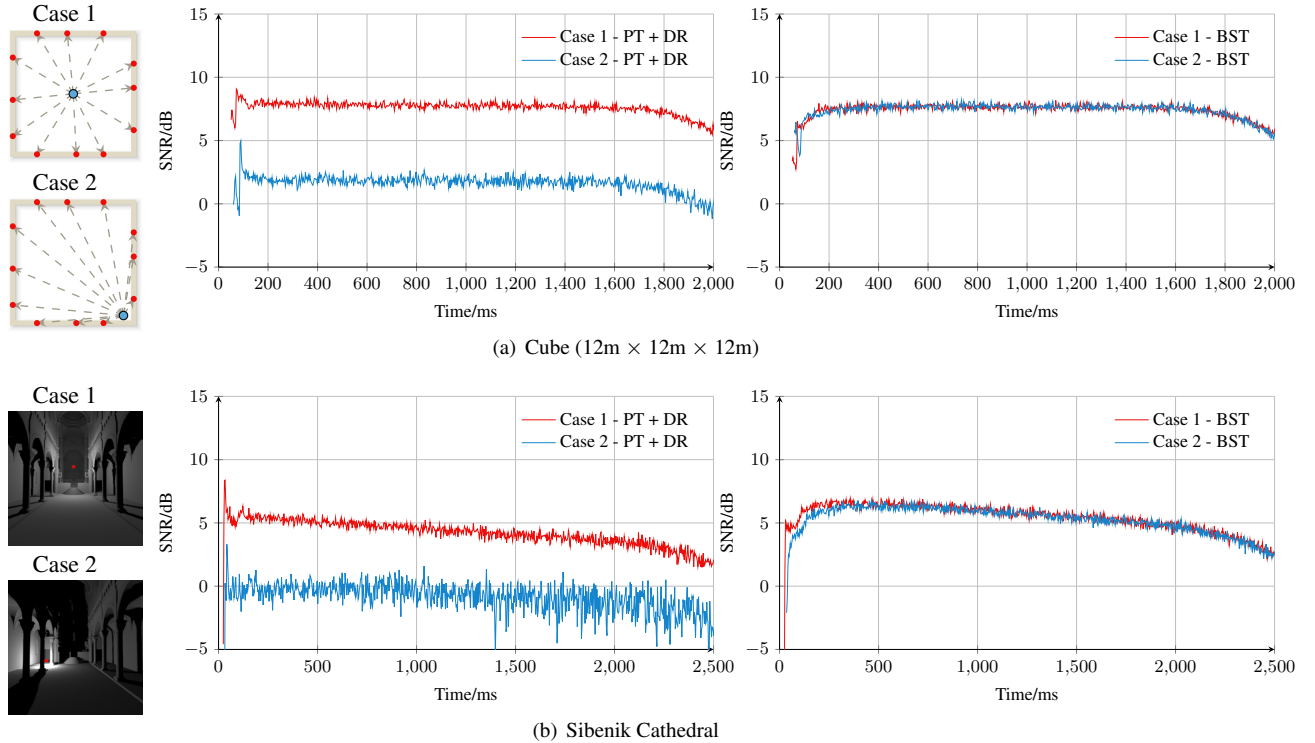 Case 1
Case 2
15
10
5
0
−5
SNR/dB
0 200 400 600 800 1,000 1,200 1,400 1,600 1,800 2,000
Time/ms
Case 1 - PT + DR
Case 2 - PT + DR
15
10
5
0
−5
SNR/dB
0 200 400 600 800 1,000 1,200 1,400 1,600 1,800 2,000
Time/ms
Case 1 - BST
Case 2 - BST
(a) Cube (12m × 12m × 12m)
Case 1
Case 2
15
10
5
0
−5
SNR/dB
0 500 1,000 1,500 2,000 2,500
Time/ms
Case 1 - PT + DR
Case 2 - PT + DR
15
10
5
0
−5
SNR/dB
0 500 1,000 1,500 2,000 2,500
Time/ms
Case 1 - BST
Case 2 - BST
(b) Sibenik Cathedral